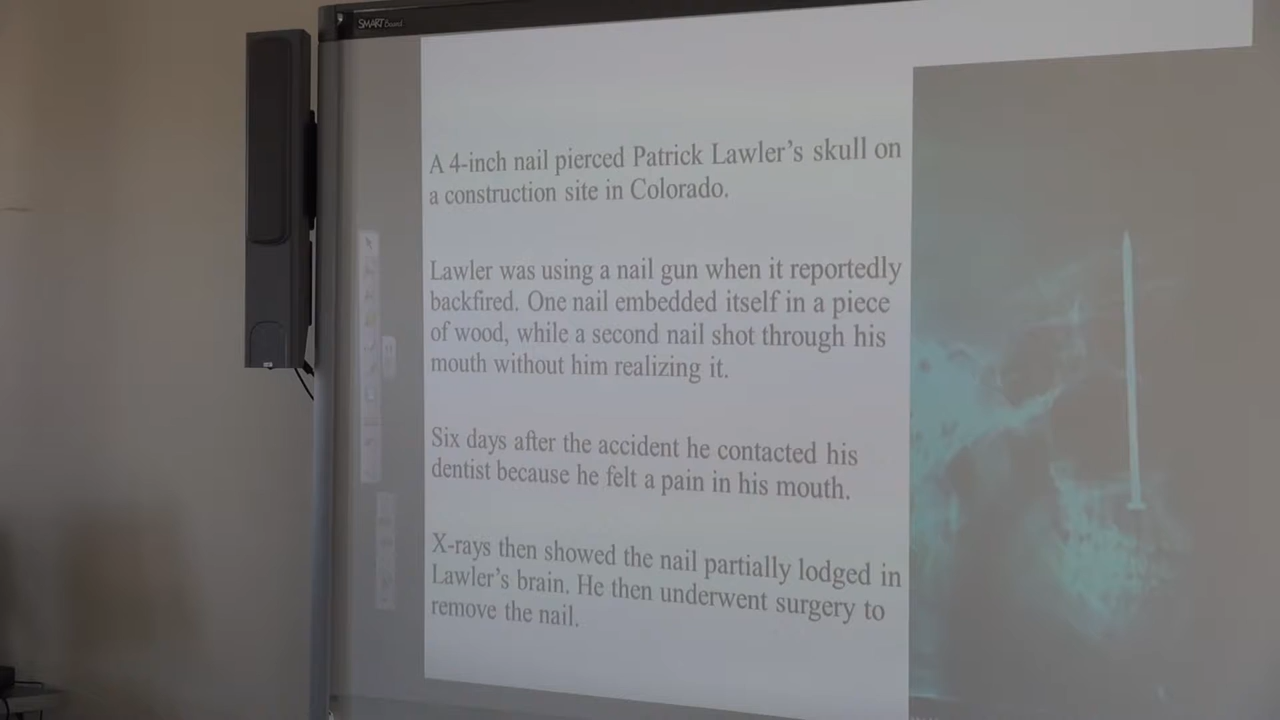 SMART Board
A 4-inch nail pierced Patrick Lawler’s skull on
a construction site in Colorado.
Lawler was using a nail gun when it reportedly
backfired. One nail embedded itself in a piece
of wood, while a second nail shot through his
mouth without him realizing it.
Six days after the accident he contacted his
dentist because he felt a pain in his mouth.
X-rays then showed the nail partially lodged in
Lawler’s brain. He then underwent surgery to
remove the nail.